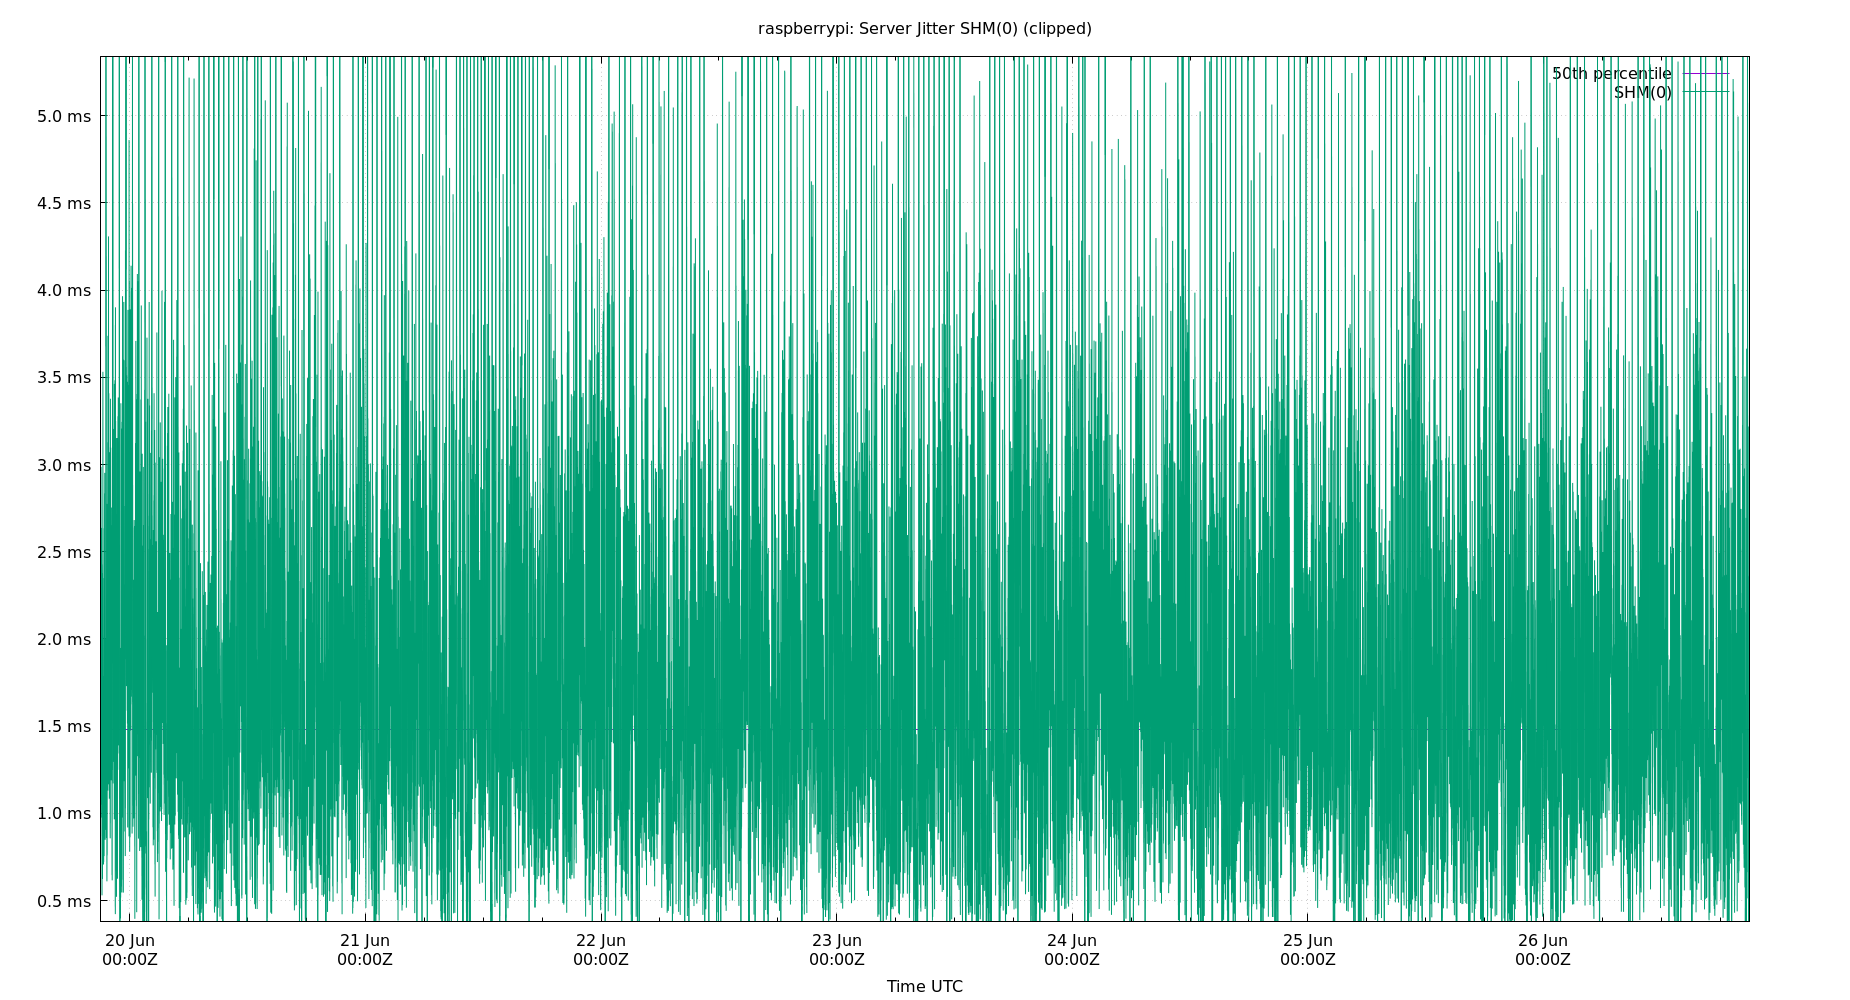 raspberrypi: Server Jitter SHM(0) (clipped)
50th percentile
SHM(0)
5.0 ms
4.5 ms
4.0 ms
3.5 ms
3.0 ms
2.5 ms
2.0 ms
1.5 ms
1.0 ms
0.5 ms
20 Jun 21 Jun 22 Jun 23 Jun 24 Jun 25 Jun 26 Jun
00:00Z 00:00Z 00:00Z 00:00Z 00:00Z 00:00Z 00:00Z
Time UTC